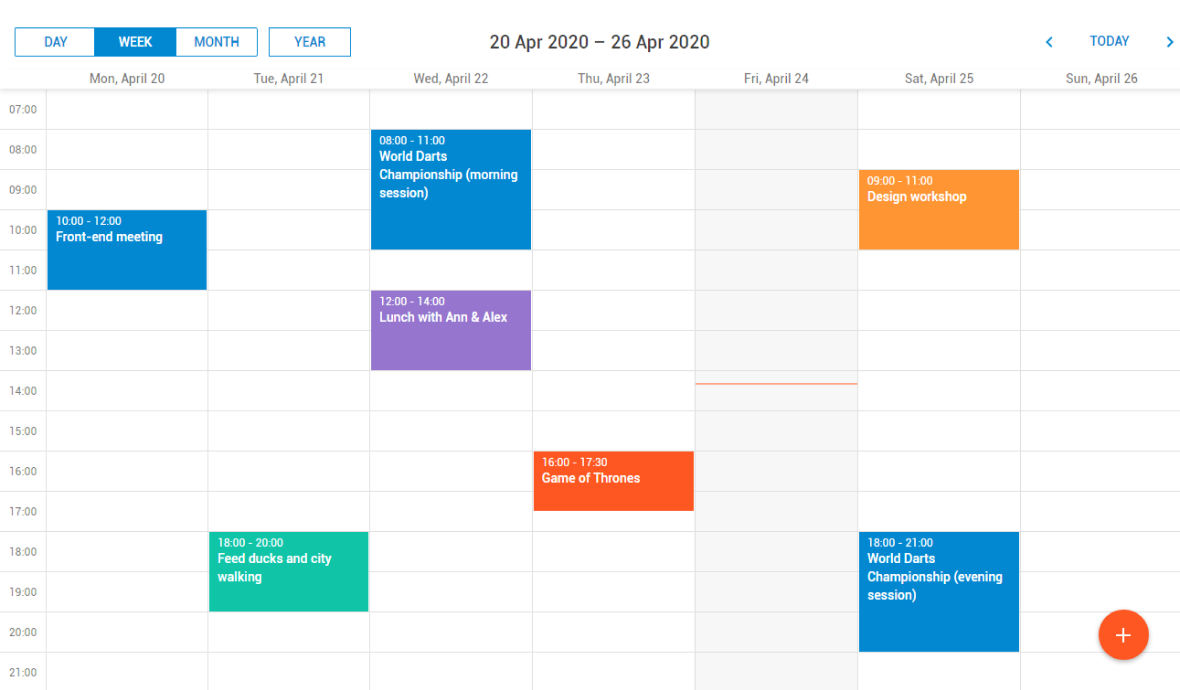 DAY WEEK MONTH YEAR 20 Apr 2020 – 26 Apr 2020 TODAY
Mon, April 20 Tue, April 21 Wed, April 22 Thu, April 23 Fri, April 24 Sat, April 25 Sun, April 26
07:00
08:00
09:00
10:00
11:00
12:00
13:00
14:00
15:00
16:00
17:00
18:00
19:00
20:00
21:00
10:00 - 12:00
Front-end meeting
18:00 - 20:00
Feed ducks and city
walking
08:00 - 11:00
World Darts
Championship (morning
session)
12:00 - 14:00
Lunch with Ann & Alex
16:00 - 17:30
Game of Thrones
09:00 - 11:00
Design workshop
18:00 - 21:00
World Darts
Championship (evening
session)
+